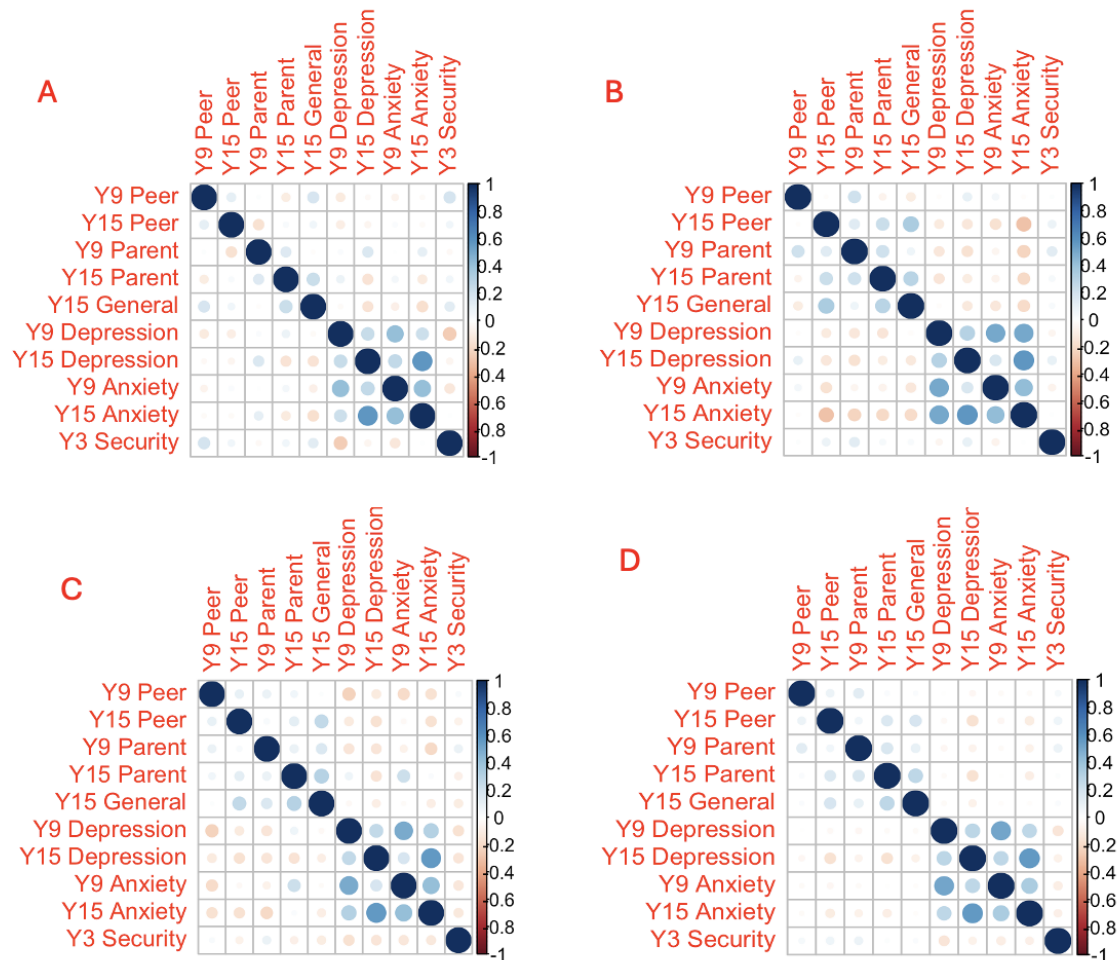 A
Y9 Peer
Y15 Peer
Y9 Parent
Y15 Parent
Y15 General
Y9 Depression
Y15 Depression
Y9 Anxiety
Y15 Anxiety
Y3 Security
Y9 Peer
Y15 Peer
Y9 Parent
Y15 Parent
Y15 General
Y9 Depression
Y15 Depression
Y9 Anxiety
Y15 Anxiety
Y3 Security
1
0.8
0.6
0.4
0.2
0
-0.2
-0.4
-0.6
-0.8
-1
B
Y9 Peer
Y15 Peer
Y9 Parent
Y15 Parent
Y15 General
Y9 Depression
Y15 Depression
Y9 Anxiety
Y15 Anxiety
Y3 Security
Y9 Peer
Y15 Peer
Y9 Parent
Y15 Parent
Y15 General
Y9 Depression
Y15 Depression
Y9 Anxiety
Y15 Anxiety
Y3 Security
1
0.8
0.6
0.4
0.2
0
-0.2
-0.4
-0.6
-0.8
-1
C
Y9 Peer
Y15 Peer
Y9 Parent
Y15 Parent
Y15 General
Y9 Depression
Y15 Depression
Y9 Anxiety
Y15 Anxiety
Y3 Security
Y9 Peer
Y15 Peer
Y9 Parent
Y15 Parent
Y15 General
Y9 Depression
Y15 Depression
Y9 Anxiety
Y15 Anxiety
Y3 Security
1
0.8
0.6
0.4
0.2
0
-0.2
-0.4
-0.6
-0.8
-1
D
Y9 Peer
Y15 Peer
Y9 Parent
Y15 Parent
Y15 General
Y9 Depression
Y15 Depressior
Y9 Anxiety
Y15 Anxiety
Y3 Security
Y9 Peer
Y15 Peer
Y9 Parent
Y15 Parent
Y15 General
Y9 Depression
Y15 Depression
Y9 Anxiety
Y15 Anxiety
Y3 Security
1
0.8
0.6
0.4
0.2
0
-0.2
-0.4
-0.6
-0.8
-1